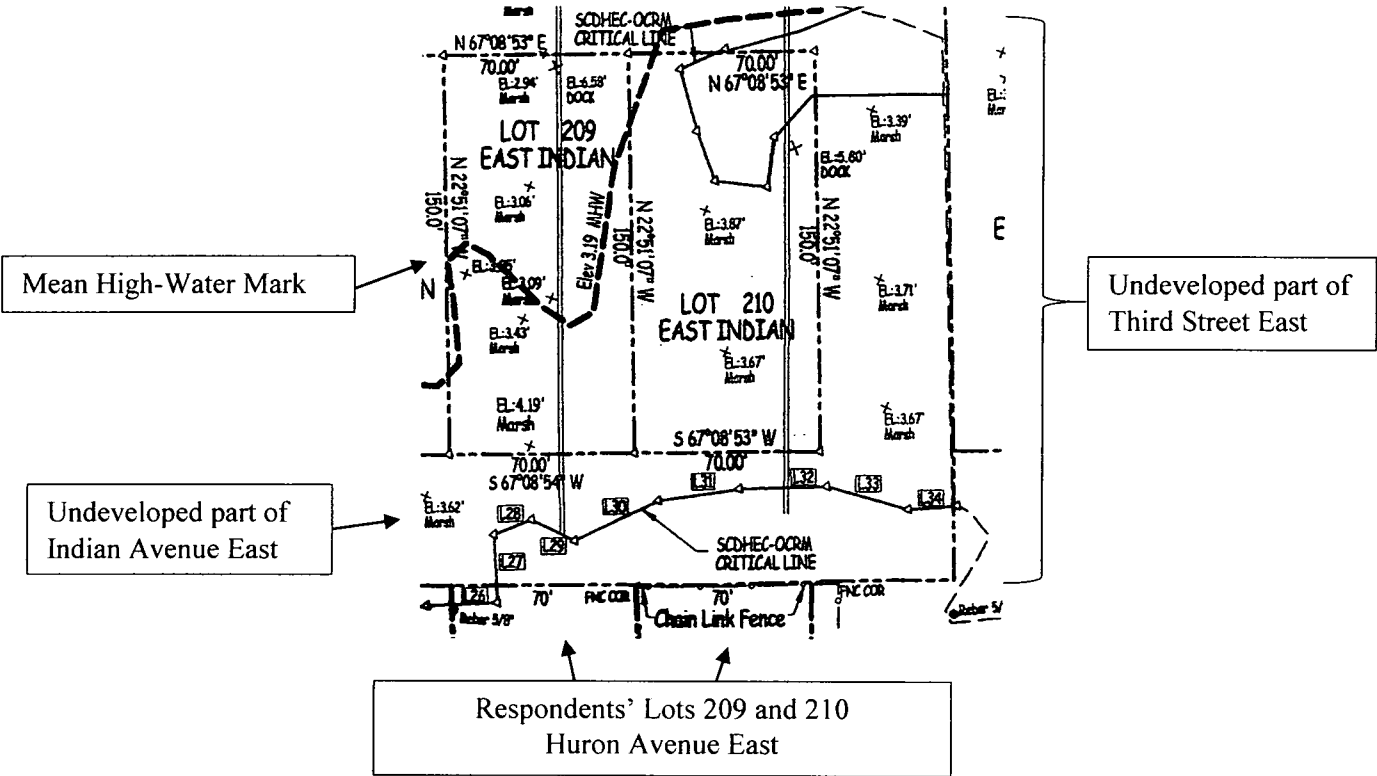 Marsh
SCDHEC-OCRM
CRITICAL LINE
N 67°08'53" E
70.00'
EL:2.94'
Marsh
EL:6.58'
DOCK
LOT 209
EAST INDIAN
70.00'
N 67°08'53" E
EL:3.39'
Marsh
EL:5.80'
DOCK
N 22°51'07" W
150.0'
EL:3.06'
Marsh
Elev 3.19 MHW
N 22°51'07" W
150.0'
EL:3.87'
Marsh
N 22°51'07" W
150.0'
E
Mean High-Water Mark
N
EL:3.09'
Marsh
EL:3.43'
Marsh
LOT 210
EAST INDIAN
EL:3.71'
Marsh
Undeveloped part of
Third Street East
EL:3.67'
Marsh
EL:4.19'
Marsh
EL:3.67'
Marsh
S 67°08'53" W
70.00'
70.00'
S 67°08'54" W
Undeveloped part of
Indian Avenue East
EL:3.62'
Marsh
L26
L27
L28
L29
L30
L31
L32
L33
L34
SCDHEC-OCRM
CRITICAL LINE
70'
FNC COR
70'
FNC COR
Rebar 5/8"
Chain Link Fence
Rebar 5/
Respondents' Lots 209 and 210
Huron Avenue East